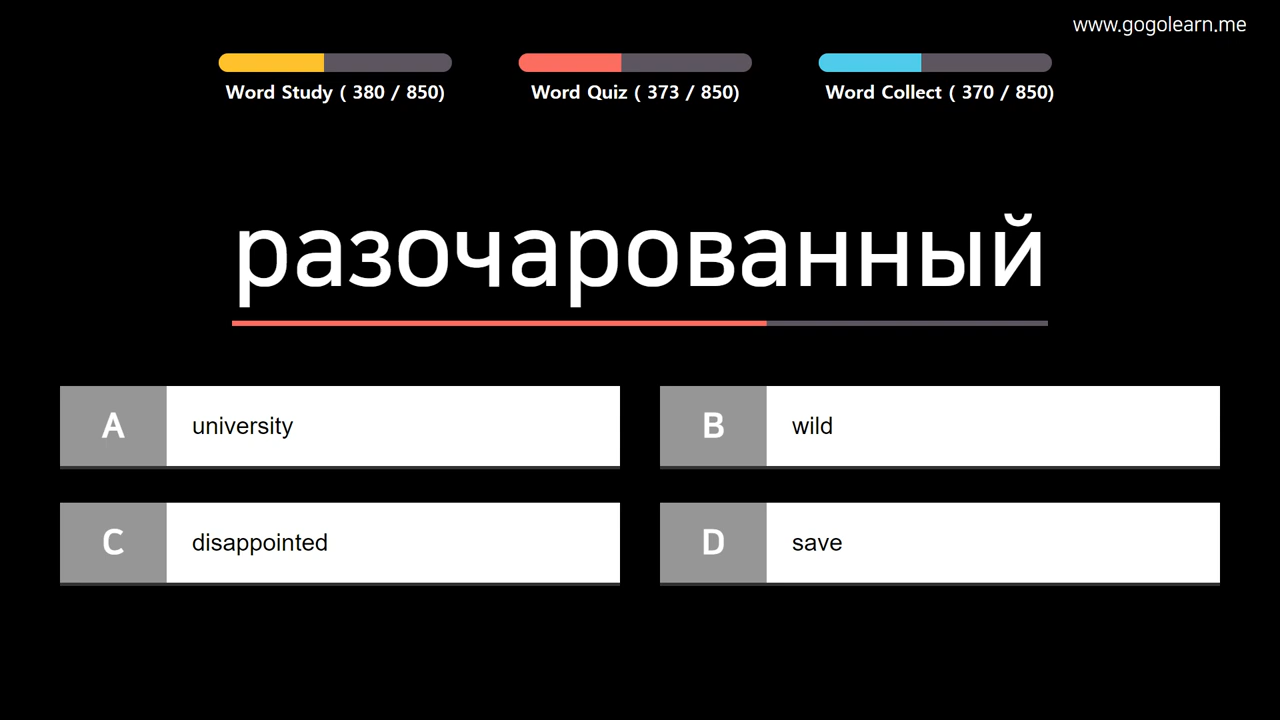 www.gogolearn.me
Word Study ( 380 / 850)
Word Quiz ( 373 / 850)
Word Collect ( 370 / 850)
разочарованный
A university
B wild
C disappointed
D save